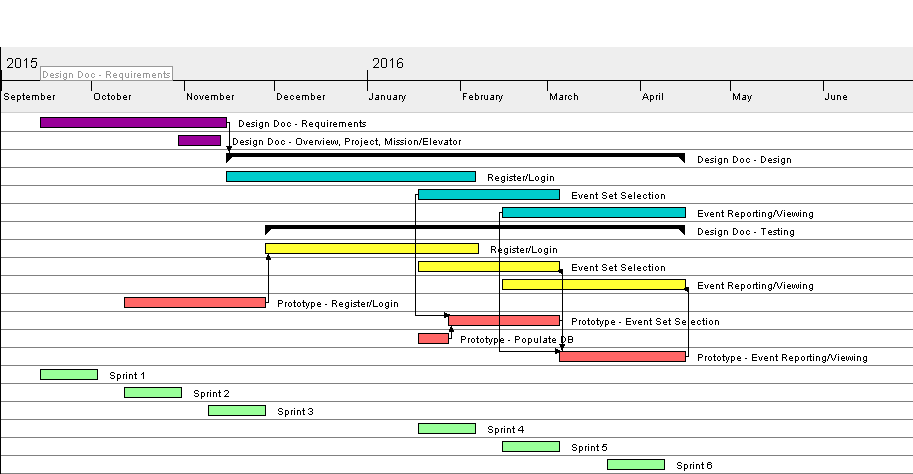 2015 2016
Design Doc - Requirements
September October November December January February March April May June
Design Doc - Requirements
Design Doc - Overview, Project, Mission/Elevator
Design Doc - Design
Register/Login
Event Set Selection
Event Reporting/Viewing
Design Doc - Testing
Register/Login
Event Set Selection
Event Reporting/Viewing
Prototype - Register/Login
Prototype - Event Set Selection
Prototype - Populate DB
Prototype - Event Reporting/Viewing
Sprint 1
Sprint 2
Sprint 3
Sprint 4
Sprint 5
Sprint 6